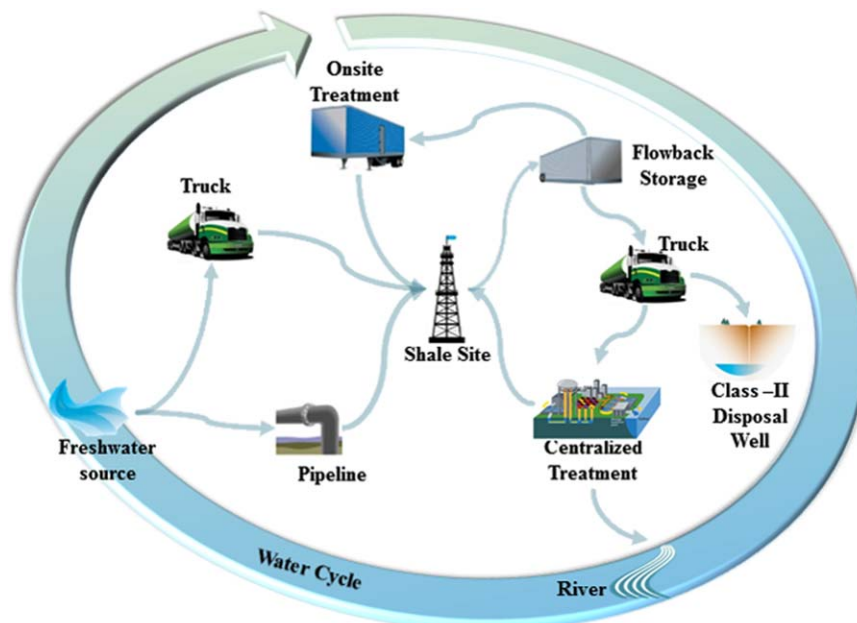 Onsite
Treatment
Flowback
Storage
Truck
Truck
Shale Site
Class –II
Disposal
Well
Freshwater
source
Pipeline
Centralized
Treatment
Water Cycle
River